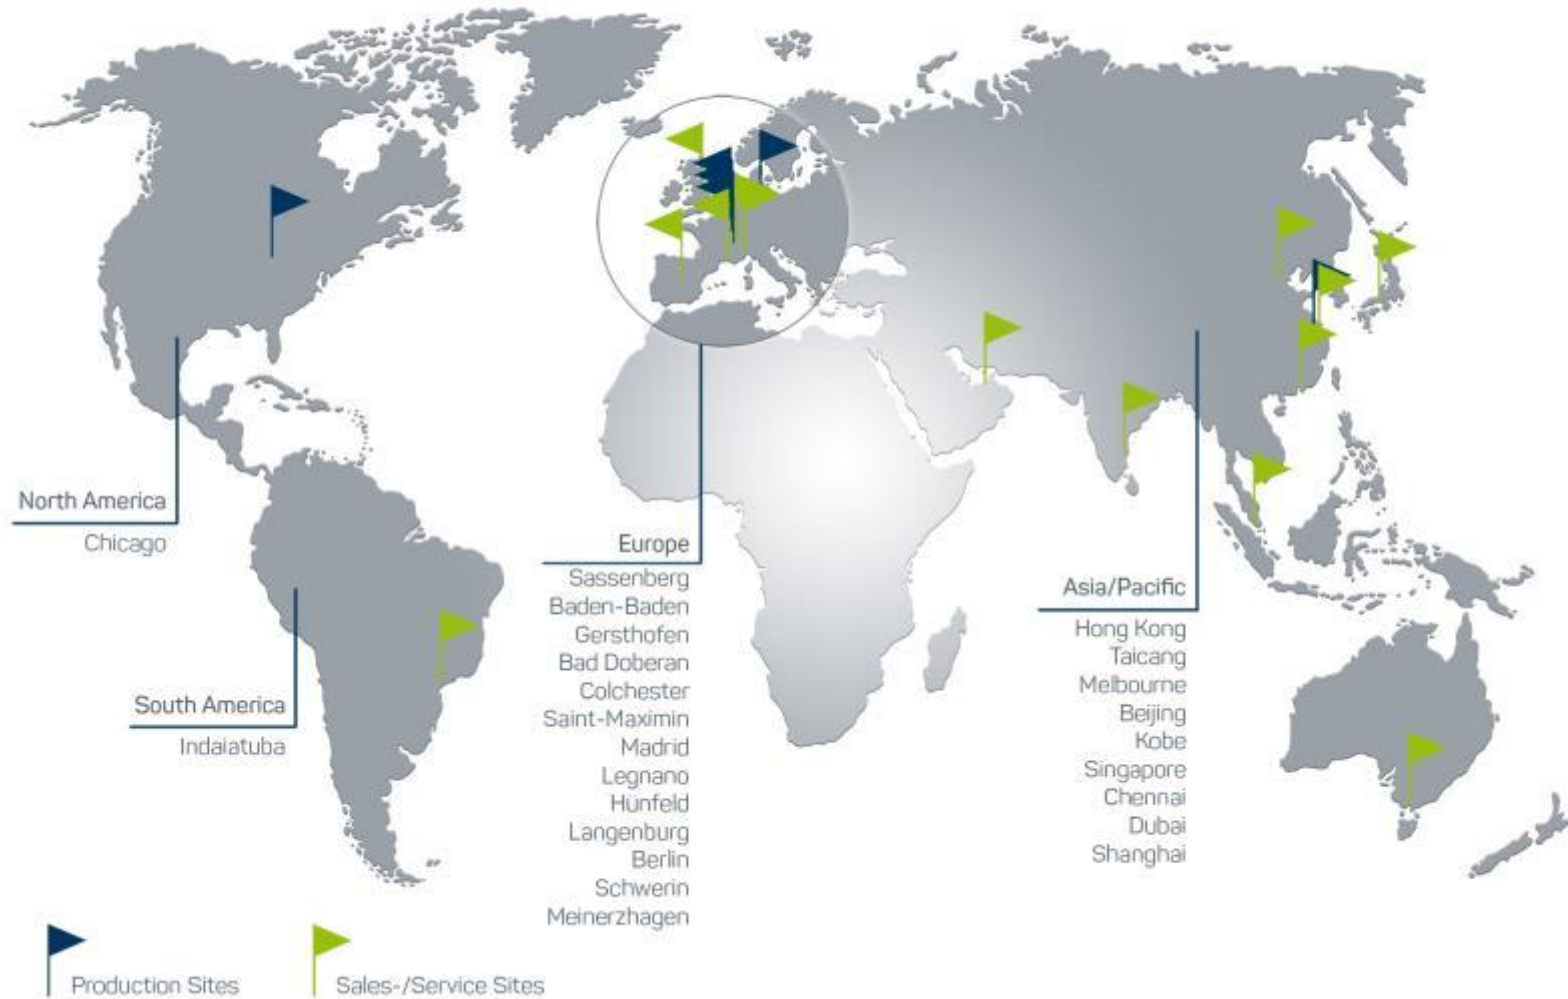 North America
Chicago
South America
Indaiatuba
Europe
Sassenberg
Baden-Baden
Gersthofen
Bad Doberan
Colchester
Saint-Maximin
Madrid
Legnano
Hünfeld
Langenburg
Berlin
Schwerin
Meinerzhagen
Asia/Pacific
Hong Kong
Taicang
Melbourne
Beijing
Kobe
Singapore
Chennai
Dubai
Shanghai
Production Sites
Sales-/Service Sites